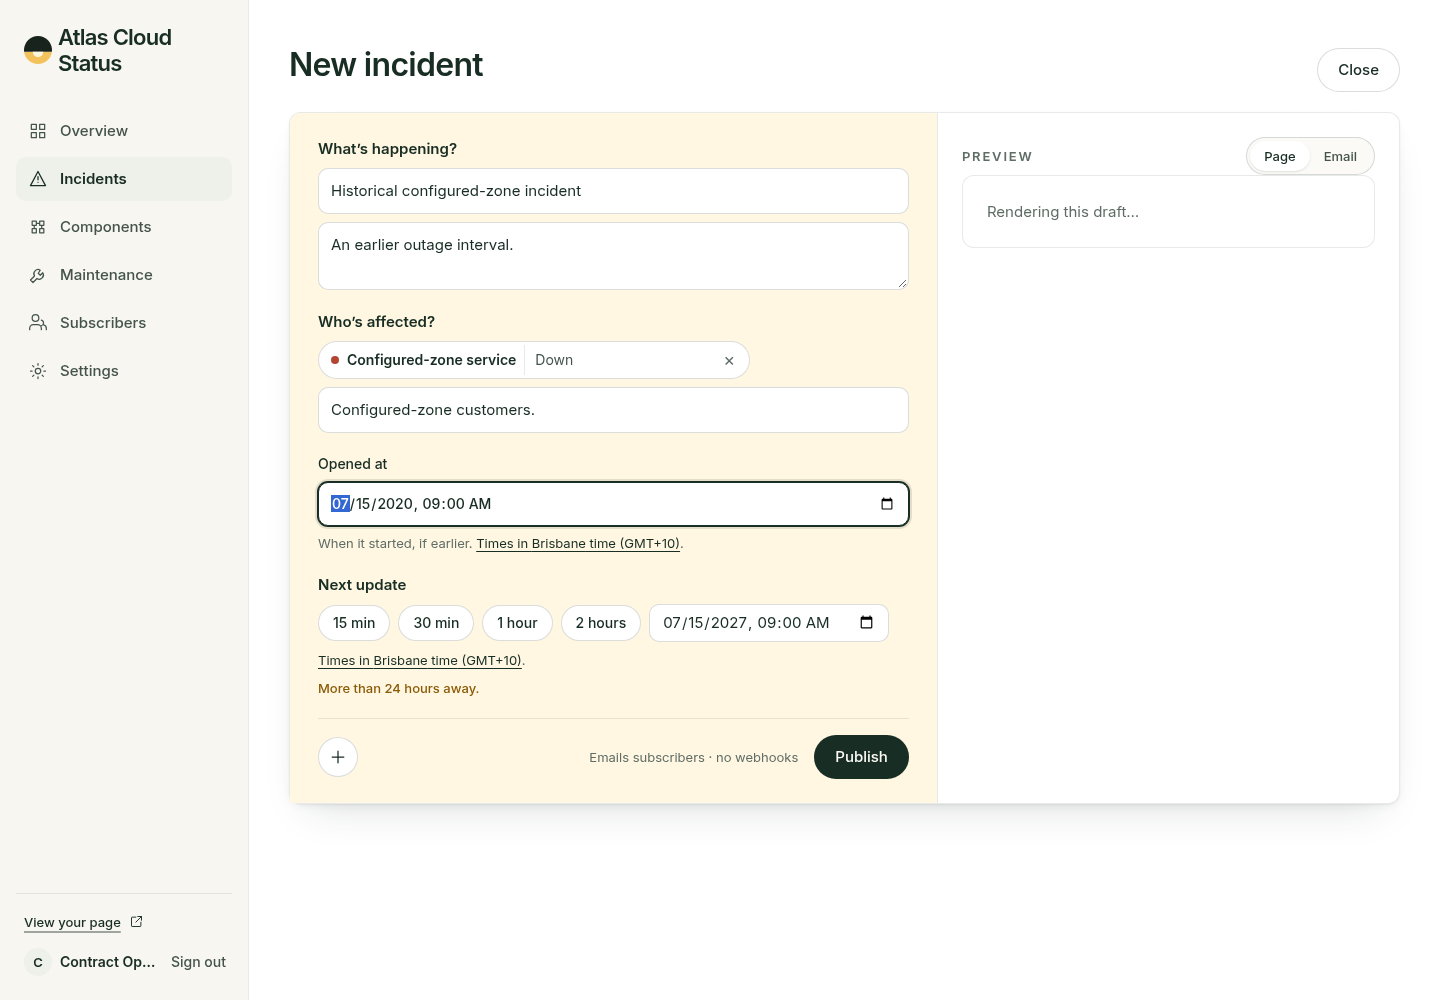 Atlas Cloud
Status
Overview
Incidents
Components
Maintenance
Subscribers
Settings
View your page
C
Contract Op...
Sign out
New incident
Close
What's happening?
Historical configured-zone incident
An earlier outage interval.
Who's affected?
Configured-zone service
Down
×
Configured-zone customers.
Opened at
07/15/2020, 09:00 AM
When it started, if earlier. Times in Brisbane time (GMT+10).
Next update
15 min
30 min
1 hour
2 hours
07/15/2027, 09:00 AM
Times in Brisbane time (GMT+10).
More than 24 hours away.
Emails subscribers · no webhooks
Publish
PREVIEW
Page
Email
Rendering this draft...